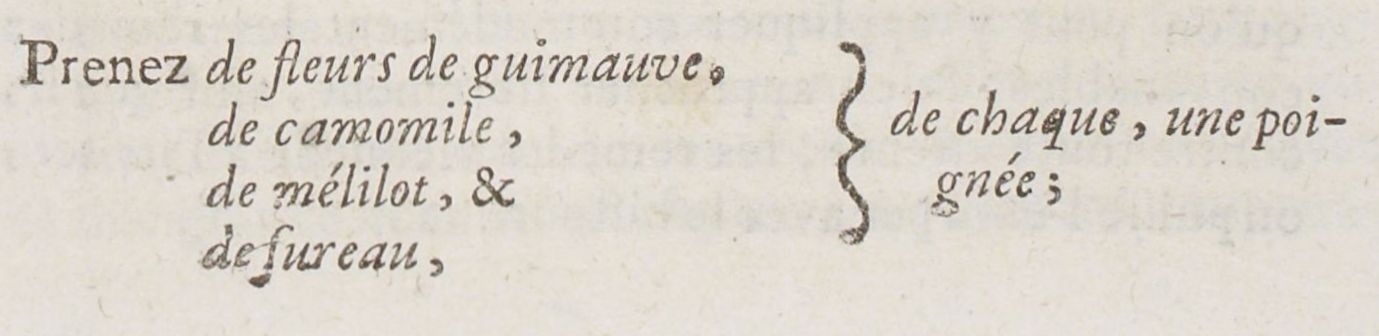 Prenez de fleurs de guimauve.
de camomile,
de mélilot, &
de ſureau,
de chaque, une poi-
gnée;